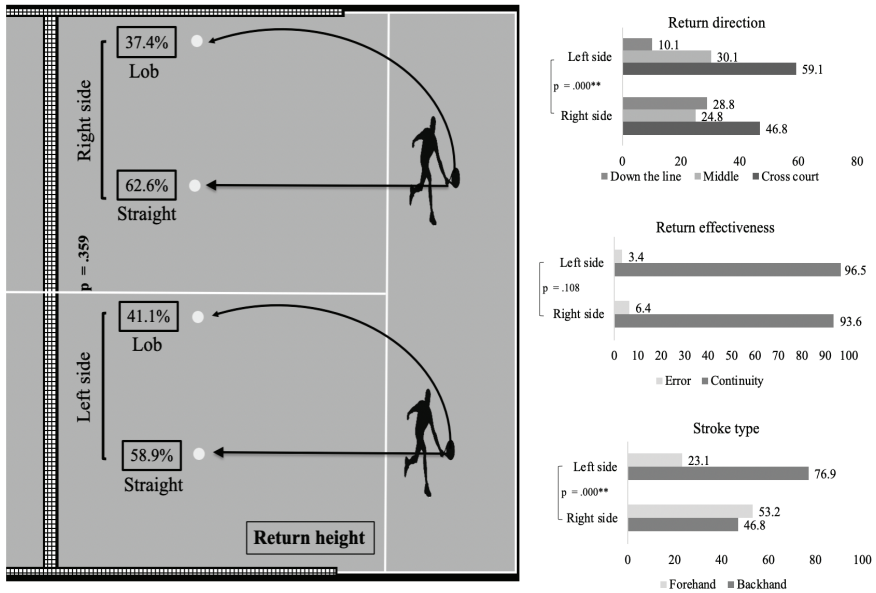 37.4%
Lob
Right side
62.6%
Straight
p = .359
41.1%
Lob
Left side
58.9%
Straight
Return height
Return direction
Left side
10.1
30.1
59.1
p = .000**
Right side
28.8
24.8
46.8
0 20 40 60 80
Down the line Middle Cross court
Return effectiveness
Left side
3.4
96.5
p = .108
Right side
6.4
93.6
0 10 20 30 40 50 60 70 80 90 100
Error Continuity
Stroke type
Left side
23.1
76.9
p = .000**
Right side
53.2
46.8
0 20 40 60 80 100
Forehand Backhand